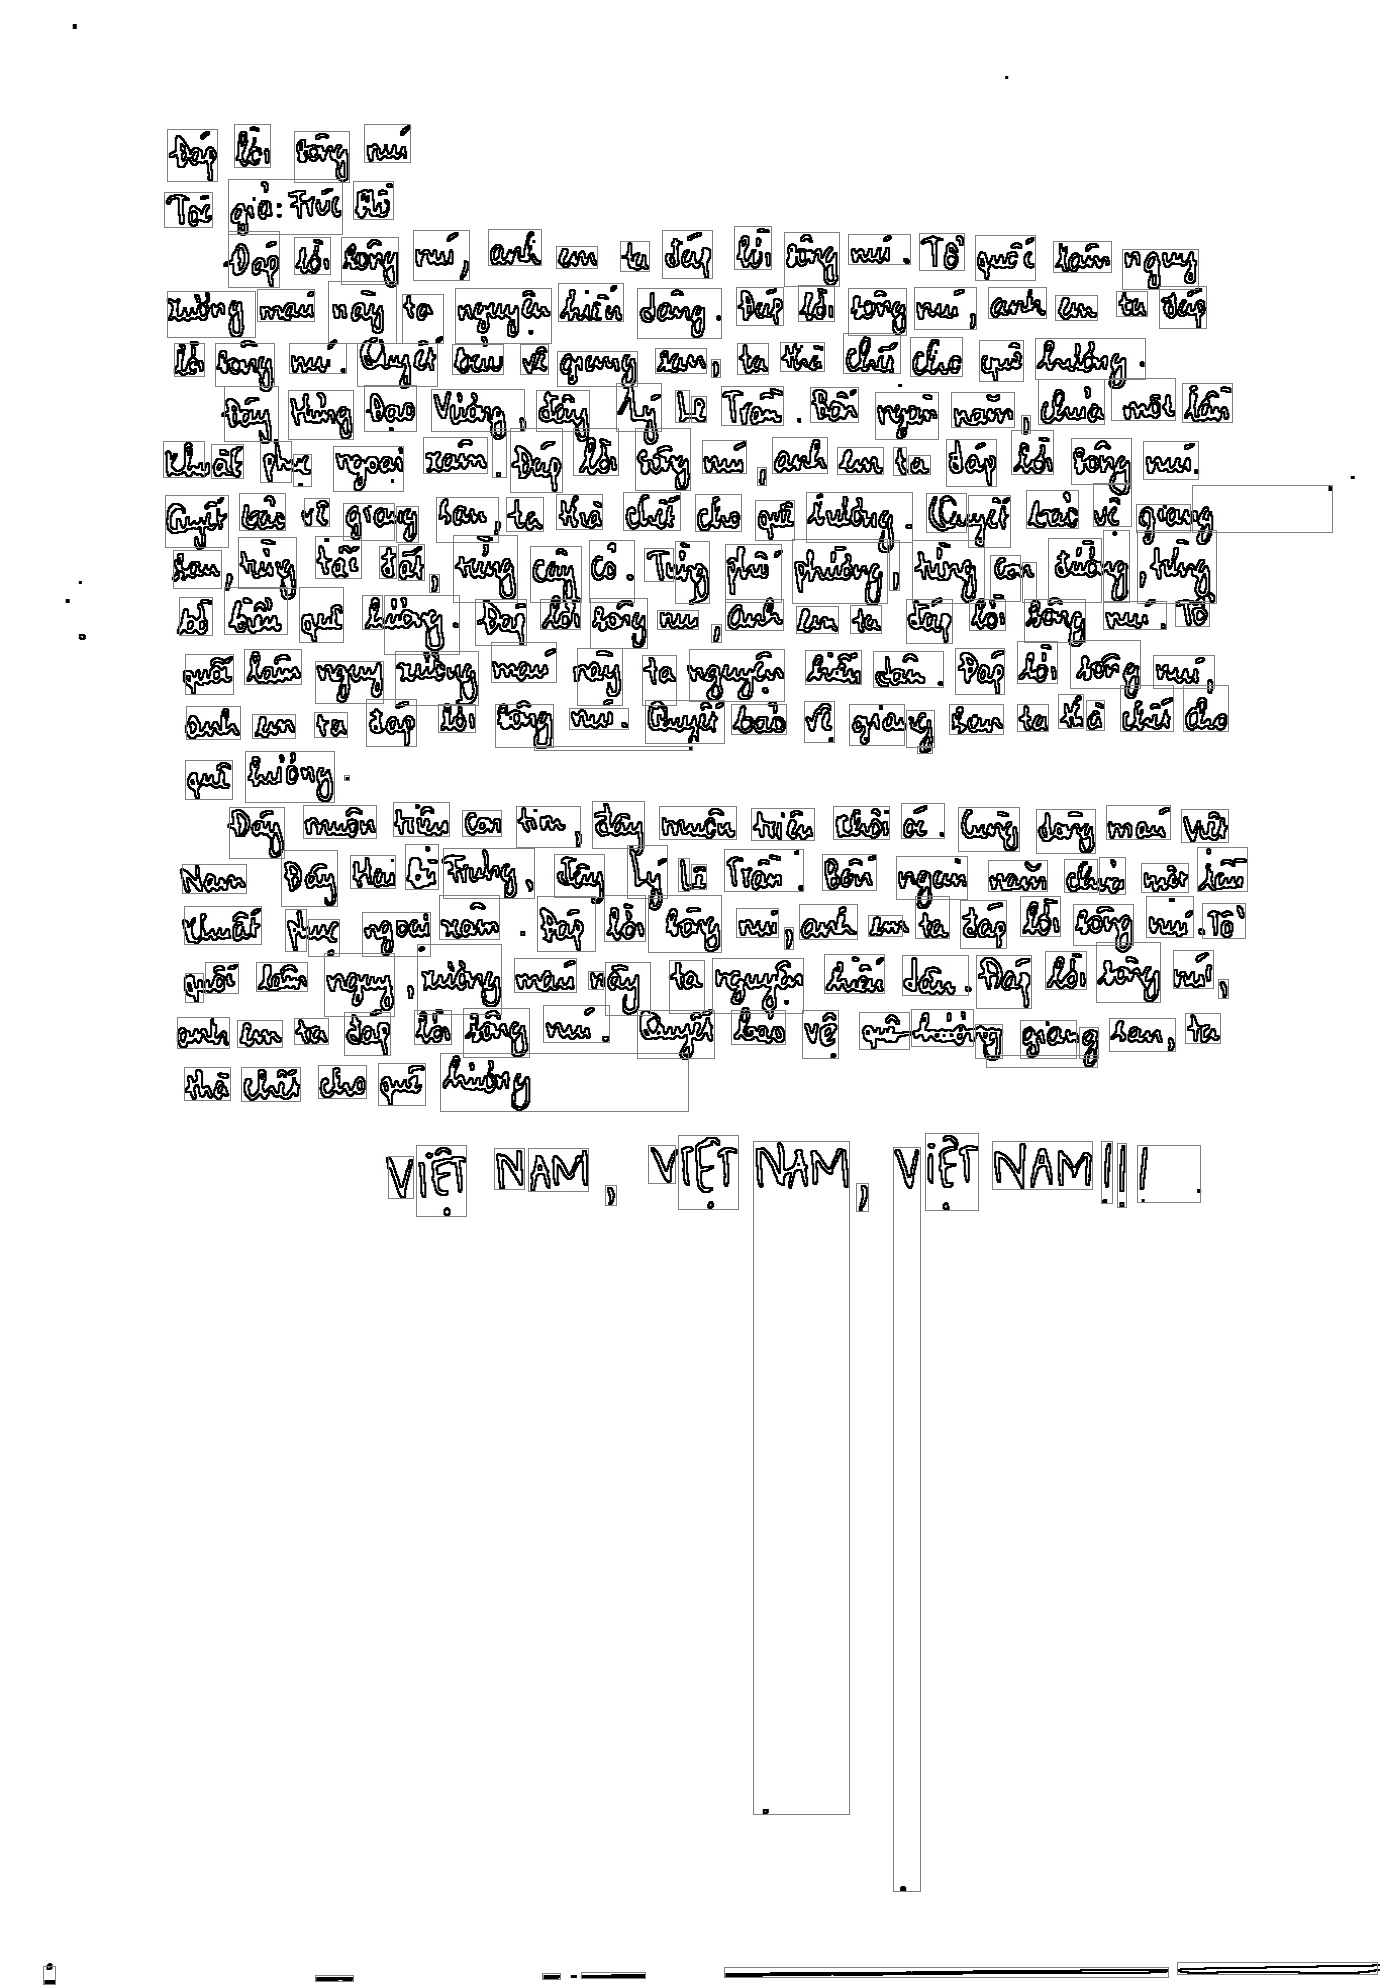 Đáp lời sông núi
Tác giả: Trúc Hồ
Đáp lời sông núi, anh em ta đáp lời sông núi. Tổ quốc lâm nguy
xương máu này ta nguyện hiến dâng. Đáp lời sông núi, anh em ta đáp
lời sông núi. Quyết bảo vệ giang san, ta thà chết cho quê hương.
Đây Hưng Đạo Vương, đây Lý Lê Trần. Bốn ngàn năm, chưa một lần
khuất phục ngoại xâm. Đáp lời sông núi, anh em ta đáp lời sông núi.
Quyết bảo vệ giang san, ta thà chết cho quê hương. Quyết bảo vệ giang
san, từng tấc đất, từng cây cỏ. Từng phố phường, từng con đường, từng
bờ biển quê hương. Đáp lời sông núi, anh em ta đáp lời sông núi. Tổ
quốc lâm nguy xương máu này ta nguyện hiến dân. Đáp lời sông núi,
anh em ta đáp lời sông núi. Quyết bảo vệ giang san ta thà chết cho
quê hương.
Đây muôn triệu con tim, đây muôn triệu khối óc. Cùng dòng máu Việt
Nam Đây Hai Bà Trưng, đây Lý Lê Trần. Bốn ngàn năm chưa một lần
khuất phục ngoại xâm. Đáp lời sông núi, anh em ta đáp lời sông núi. Tổ
quốc lâm nguy, xương máu này ta nguyện hiến dân. Đáp lời sông núi,
anh em ta đáp lời sông núi. Quyết bảo vệ giang san, ta
thà chết cho quê hương
VIỆT NAM, VIỆT NAM, VIỆT NAM!!!